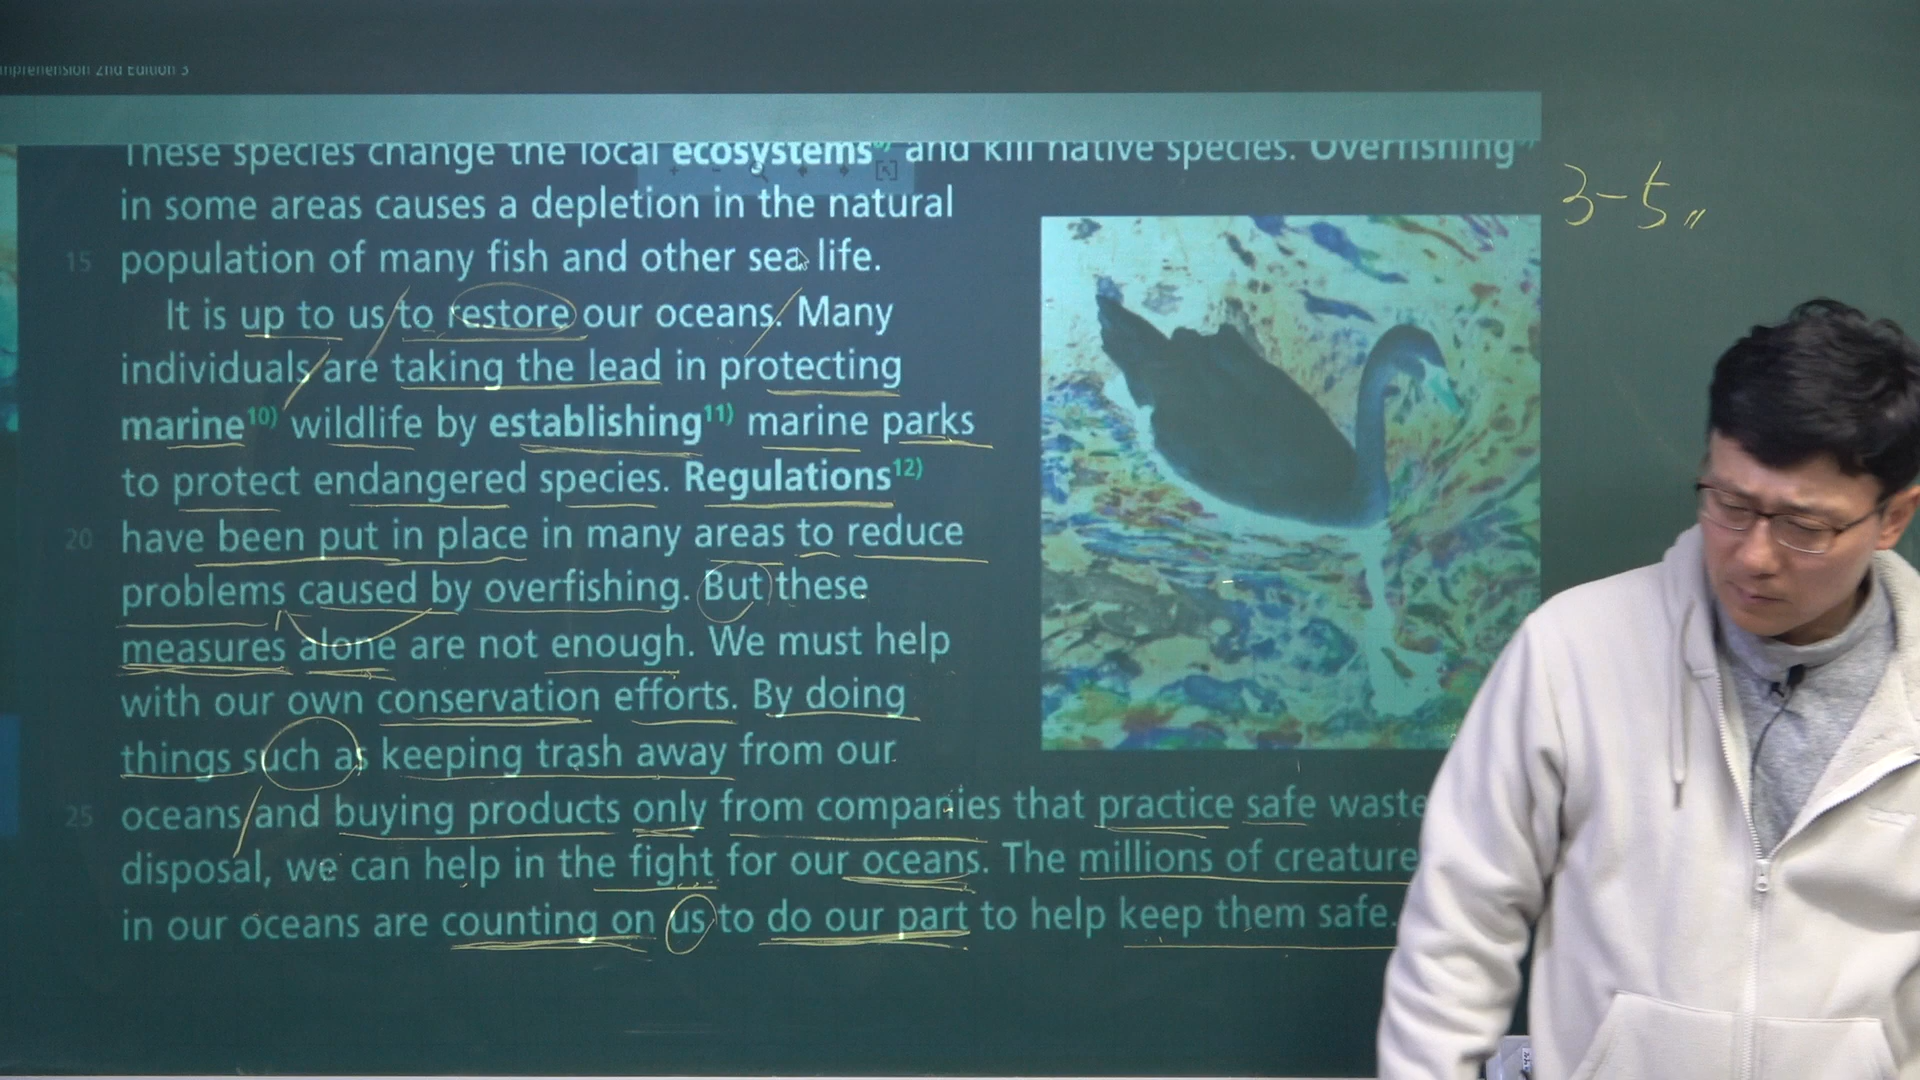 mprehension 2nd Edition 3
These species change the local ecosystems and kill native species. Overfishing
in some areas causes a depletion in the natural
15 population of many fish and other sea life.
It is up to us to restore our oceans. Many
individuals are taking the lead in protecting
marine10) wildlife by establishing11) marine parks
to protect endangered species. Regulations12)
20 have been put in place in many areas to reduce
problems caused by overfishing. But these
measures alone are not enough. We must help
with our own conservation efforts. By doing
things such as keeping trash away from our
25 oceans and buying products only from companies that practice safe waste
disposal, we can help in the fight for our oceans. The millions of creature
in our oceans are counting on us to do our part to help keep them safe.
3-5